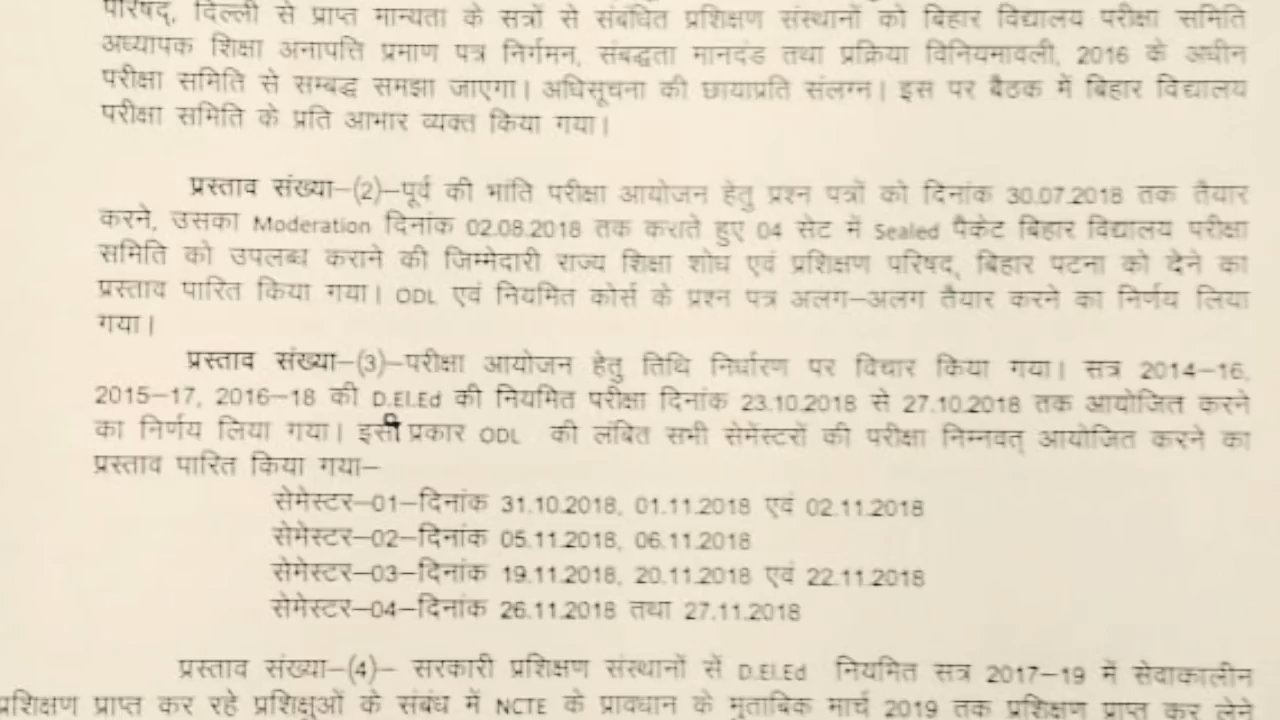 परिषद्, दिल्ली से प्राप्त मान्यता के सत्रों से संबंधित प्रशिक्षण संस्थानों को बिहार विद्यालय परीक्षा समिति
अध्यापक शिक्षा अनापत्ति प्रमाण पत्र निर्गमन, संबद्धता मानदंड तथा प्रक्रिया विनियमावली, 2016 के अधीन
परीक्षा समिति से सम्बद्ध समझा जाएगा। अधिसूचना की छायाप्रति संलग्न। इस पर बैठक में बिहार विद्यालय
परीक्षा समिति के प्रति आभार व्यक्त किया गया।
प्रस्ताव संख्या–(2)–पूर्व की भांति परीक्षा आयोजन हेतु प्रश्न पत्रों को दिनांक 30.07.2018 तक तैयार
करने, उसका Moderation दिनांक 02.08.2018 तक कराते हुए 04 सेट में Sealed पैकेट बिहार विद्यालय परीक्षा
समिति को उपलब्ध कराने की जिम्मेदारी राज्य शिक्षा शोध एवं प्रशिक्षण परिषद्, बिहार पटना को देने का
प्रस्ताव पारित किया गया। ODL एवं नियमित कोर्स के प्रश्न पत्र अलग–अलग तैयार करने का निर्णय लिया
गया।
प्रस्ताव संख्या–(3)–परीक्षा आयोजन हेतु तिथि निर्धारण पर विचार किया गया। सत्र 2014–16,
2015–17, 2016–18 की D.El.Ed की नियमित परीक्षा दिनांक 23.10.2018 से 27.10.2018 तक आयोजित करने
का निर्णय लिया गया। इसी प्रकार ODL की लंबित सभी सेमेंस्टरों की परीक्षा निम्नवत् आयोजित करने का
प्रस्ताव पारित किया गया–
सेमेस्टर–01–दिनांक 31.10.2018, 01.11.2018 एवं 02.11.2018
सेमेस्टर–02–दिनांक 05.11.2018, 06.11.2018
सेमेस्टर–03–दिनांक 19.11.2018, 20.11.2018 एवं 22.11.2018
सेमेस्टर–04–दिनांक 26.11.2018 तथा 27.11.2018
प्रस्ताव संख्या–(4)– सरकारी प्रशिक्षण संस्थानों सें D.El.Ed नियमित सत्र 2017–19 में सेवाकालीन
प्रशिक्षण प्राप्त कर रहे प्रशिक्षुओं के संबंध में NCTE के प्रावधान के मुताबिक मार्च 2019 तक प्रशिक्षण प्राप्त कर लेने